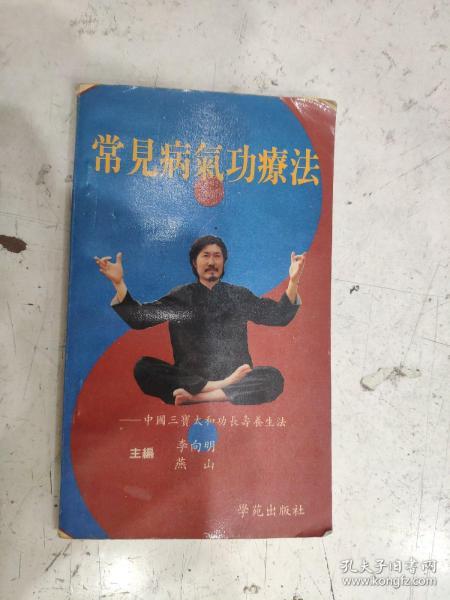 常見病氣功療法
——中國三寶太和功長壽養生法
主編 李向明
燕山
學苑出版社
孔夫子旧书网
www.kongfz.com